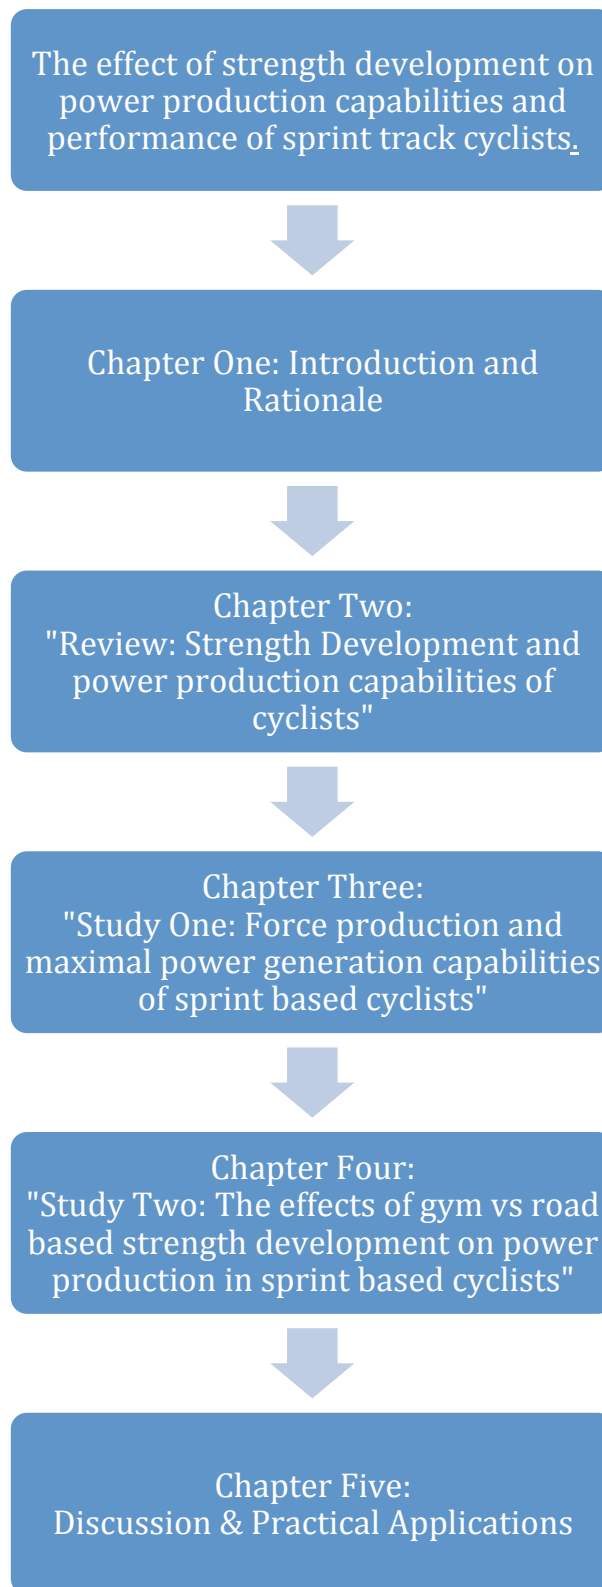 The effect of strength development on
power production capabilities and
performance of sprint track cyclists.
Chapter One: Introduction and
Rationale
Chapter Two:
"Review: Strength Development and
power production capabilities of
cyclists"
Chapter Three:
"Study One: Force production and
maximal power generation capabilities
of sprint based cyclists"
Chapter Four:
"Study Two: The effects of gym vs road
based strength development on power
production in sprint based cyclists"
Chapter Five:
Discussion & Practical Applications